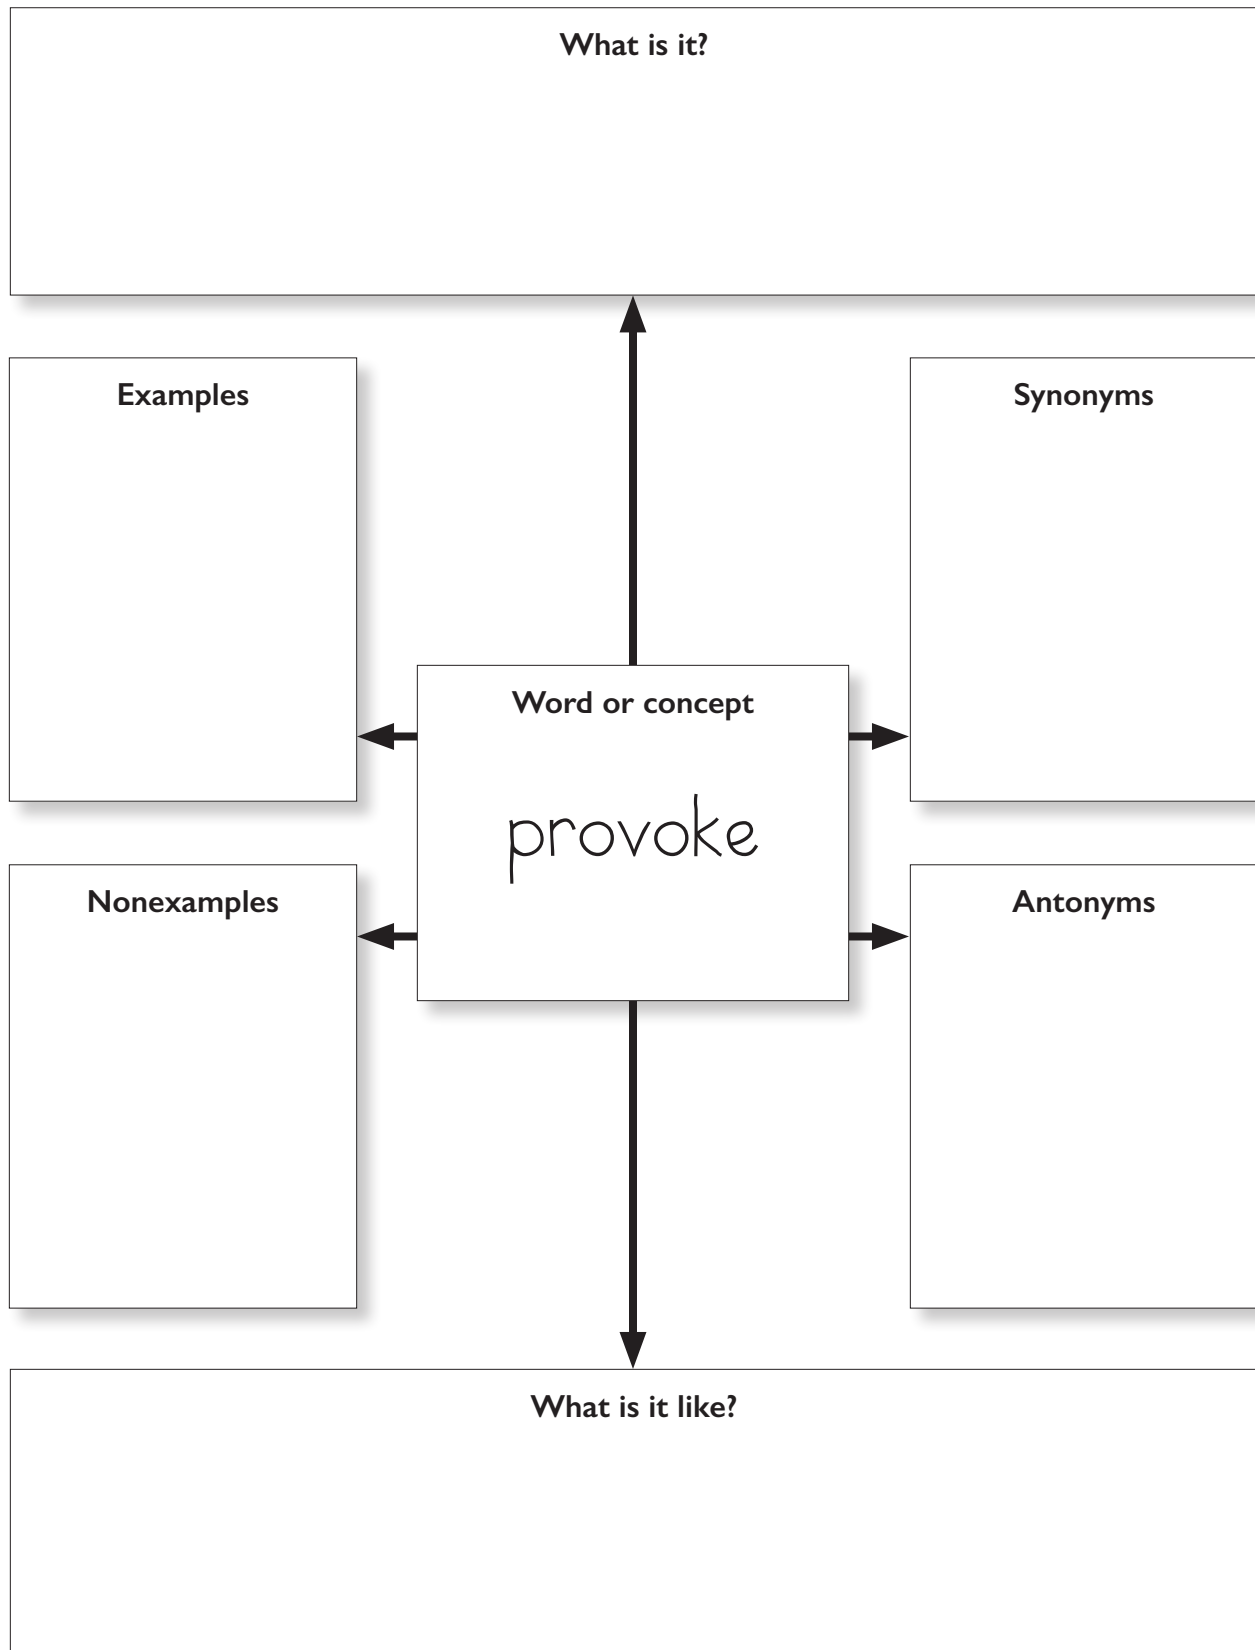 What is it?
Examples
Synonyms
Word or concept
provoke
Nonexamples
Antonyms
What is it like?